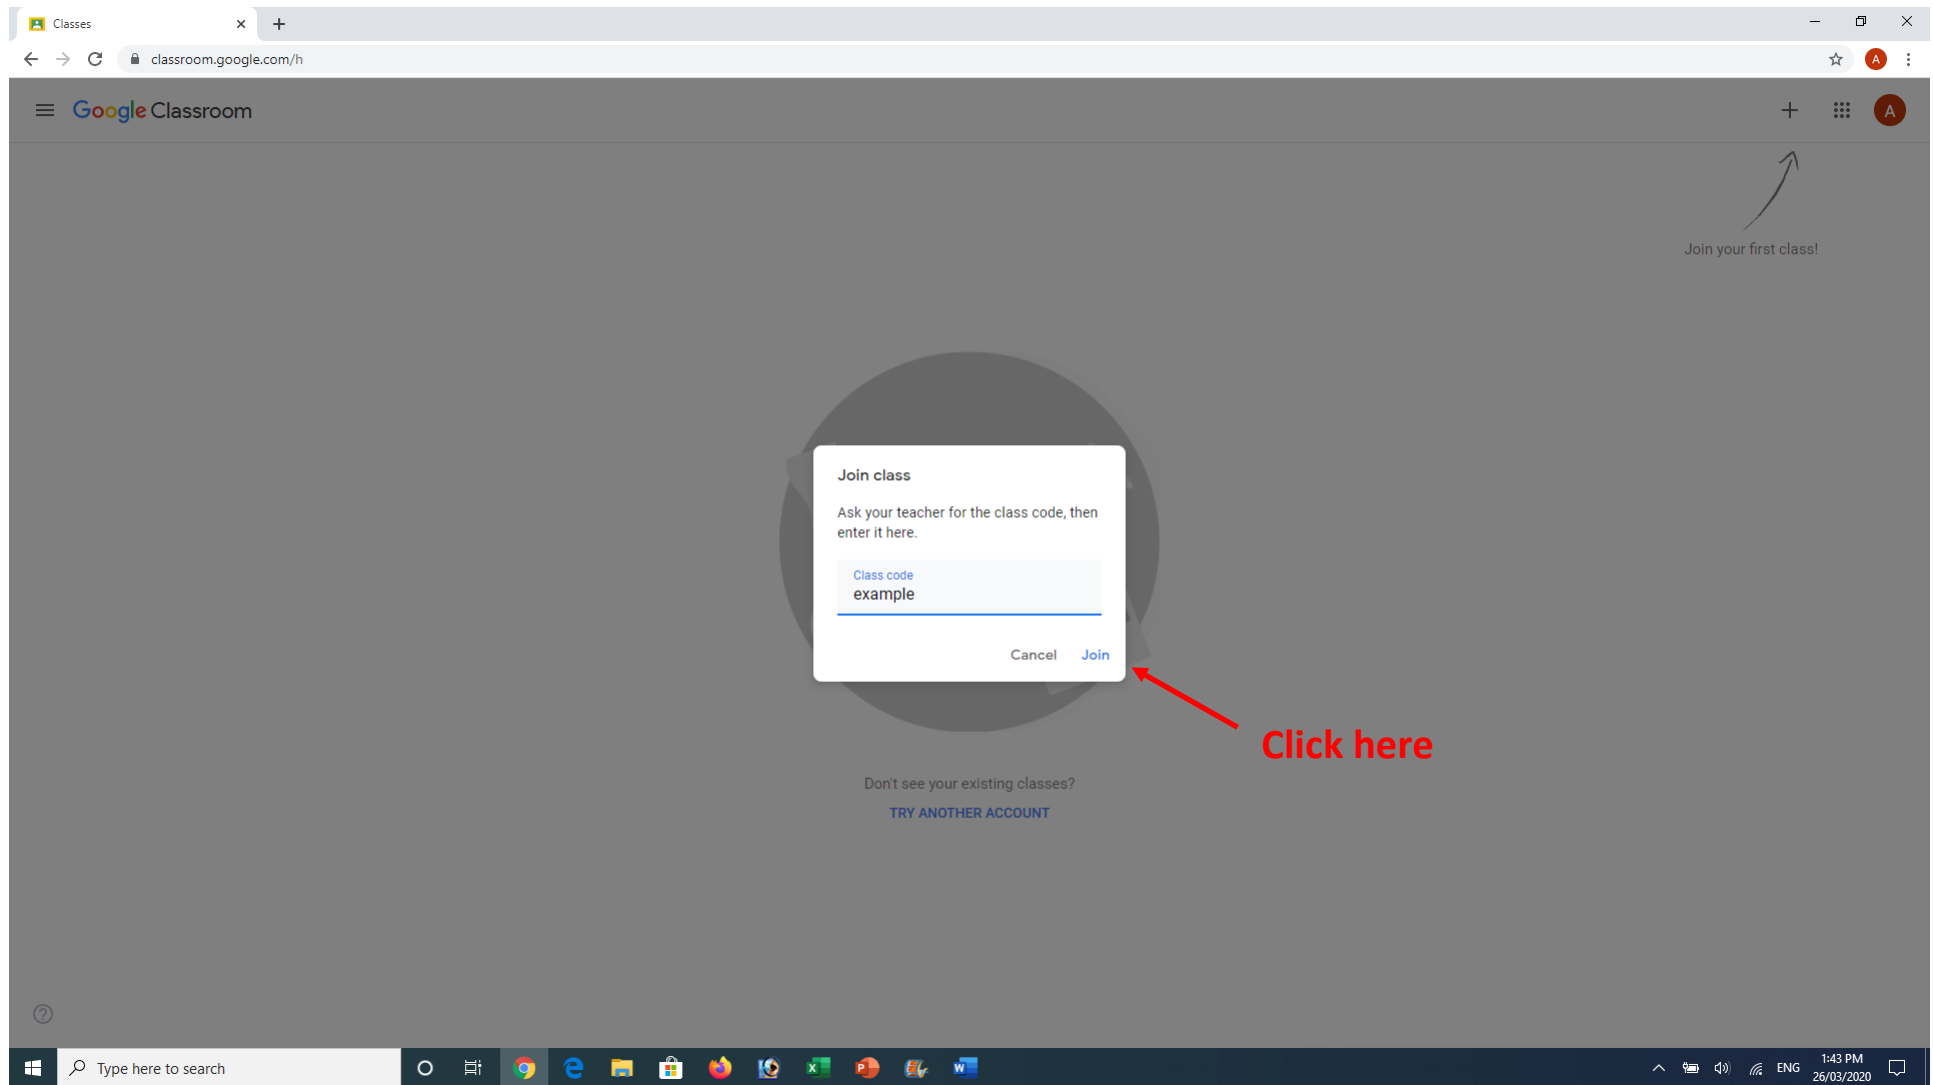 Classes
classroom.google.com/h
A
Google Classroom
A
Join your first class!
Join class
Ask your teacher for the class code, then
enter it here.
Class code
example
Cancel Join
Click here
Don't see your existing classes?
TRY ANOTHER ACCOUNT
Type here to search
ENG
1:43 PM
26/03/2020